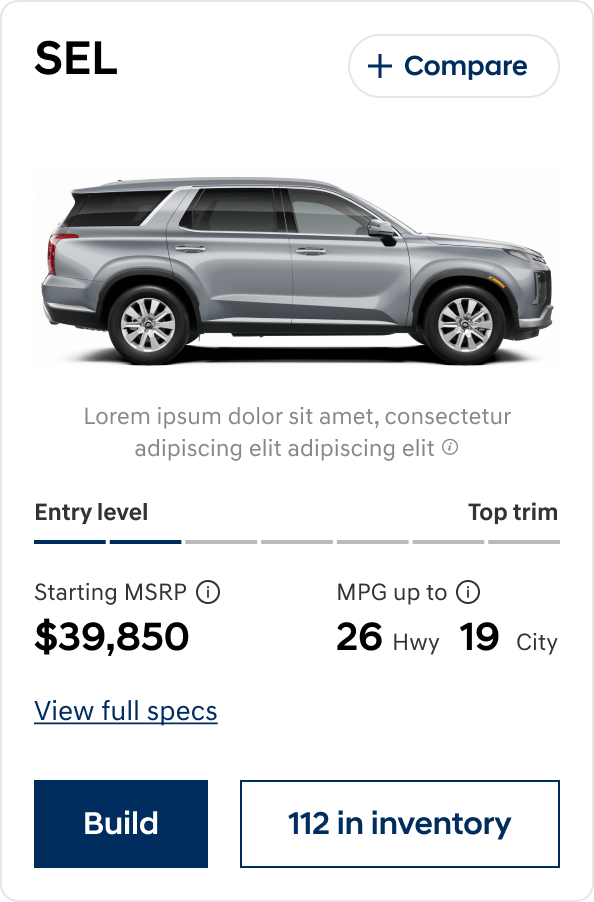 SEL
+ Compare
Lorem ipsum dolor sit amet, consectetur
adipiscing elit adipiscing elit ⓘ
Entry level Top trim
Starting MSRP ⓘ MPG up to ⓘ
$39,850 26 Hwy 19 City
View full specs
Build 112 in inventory